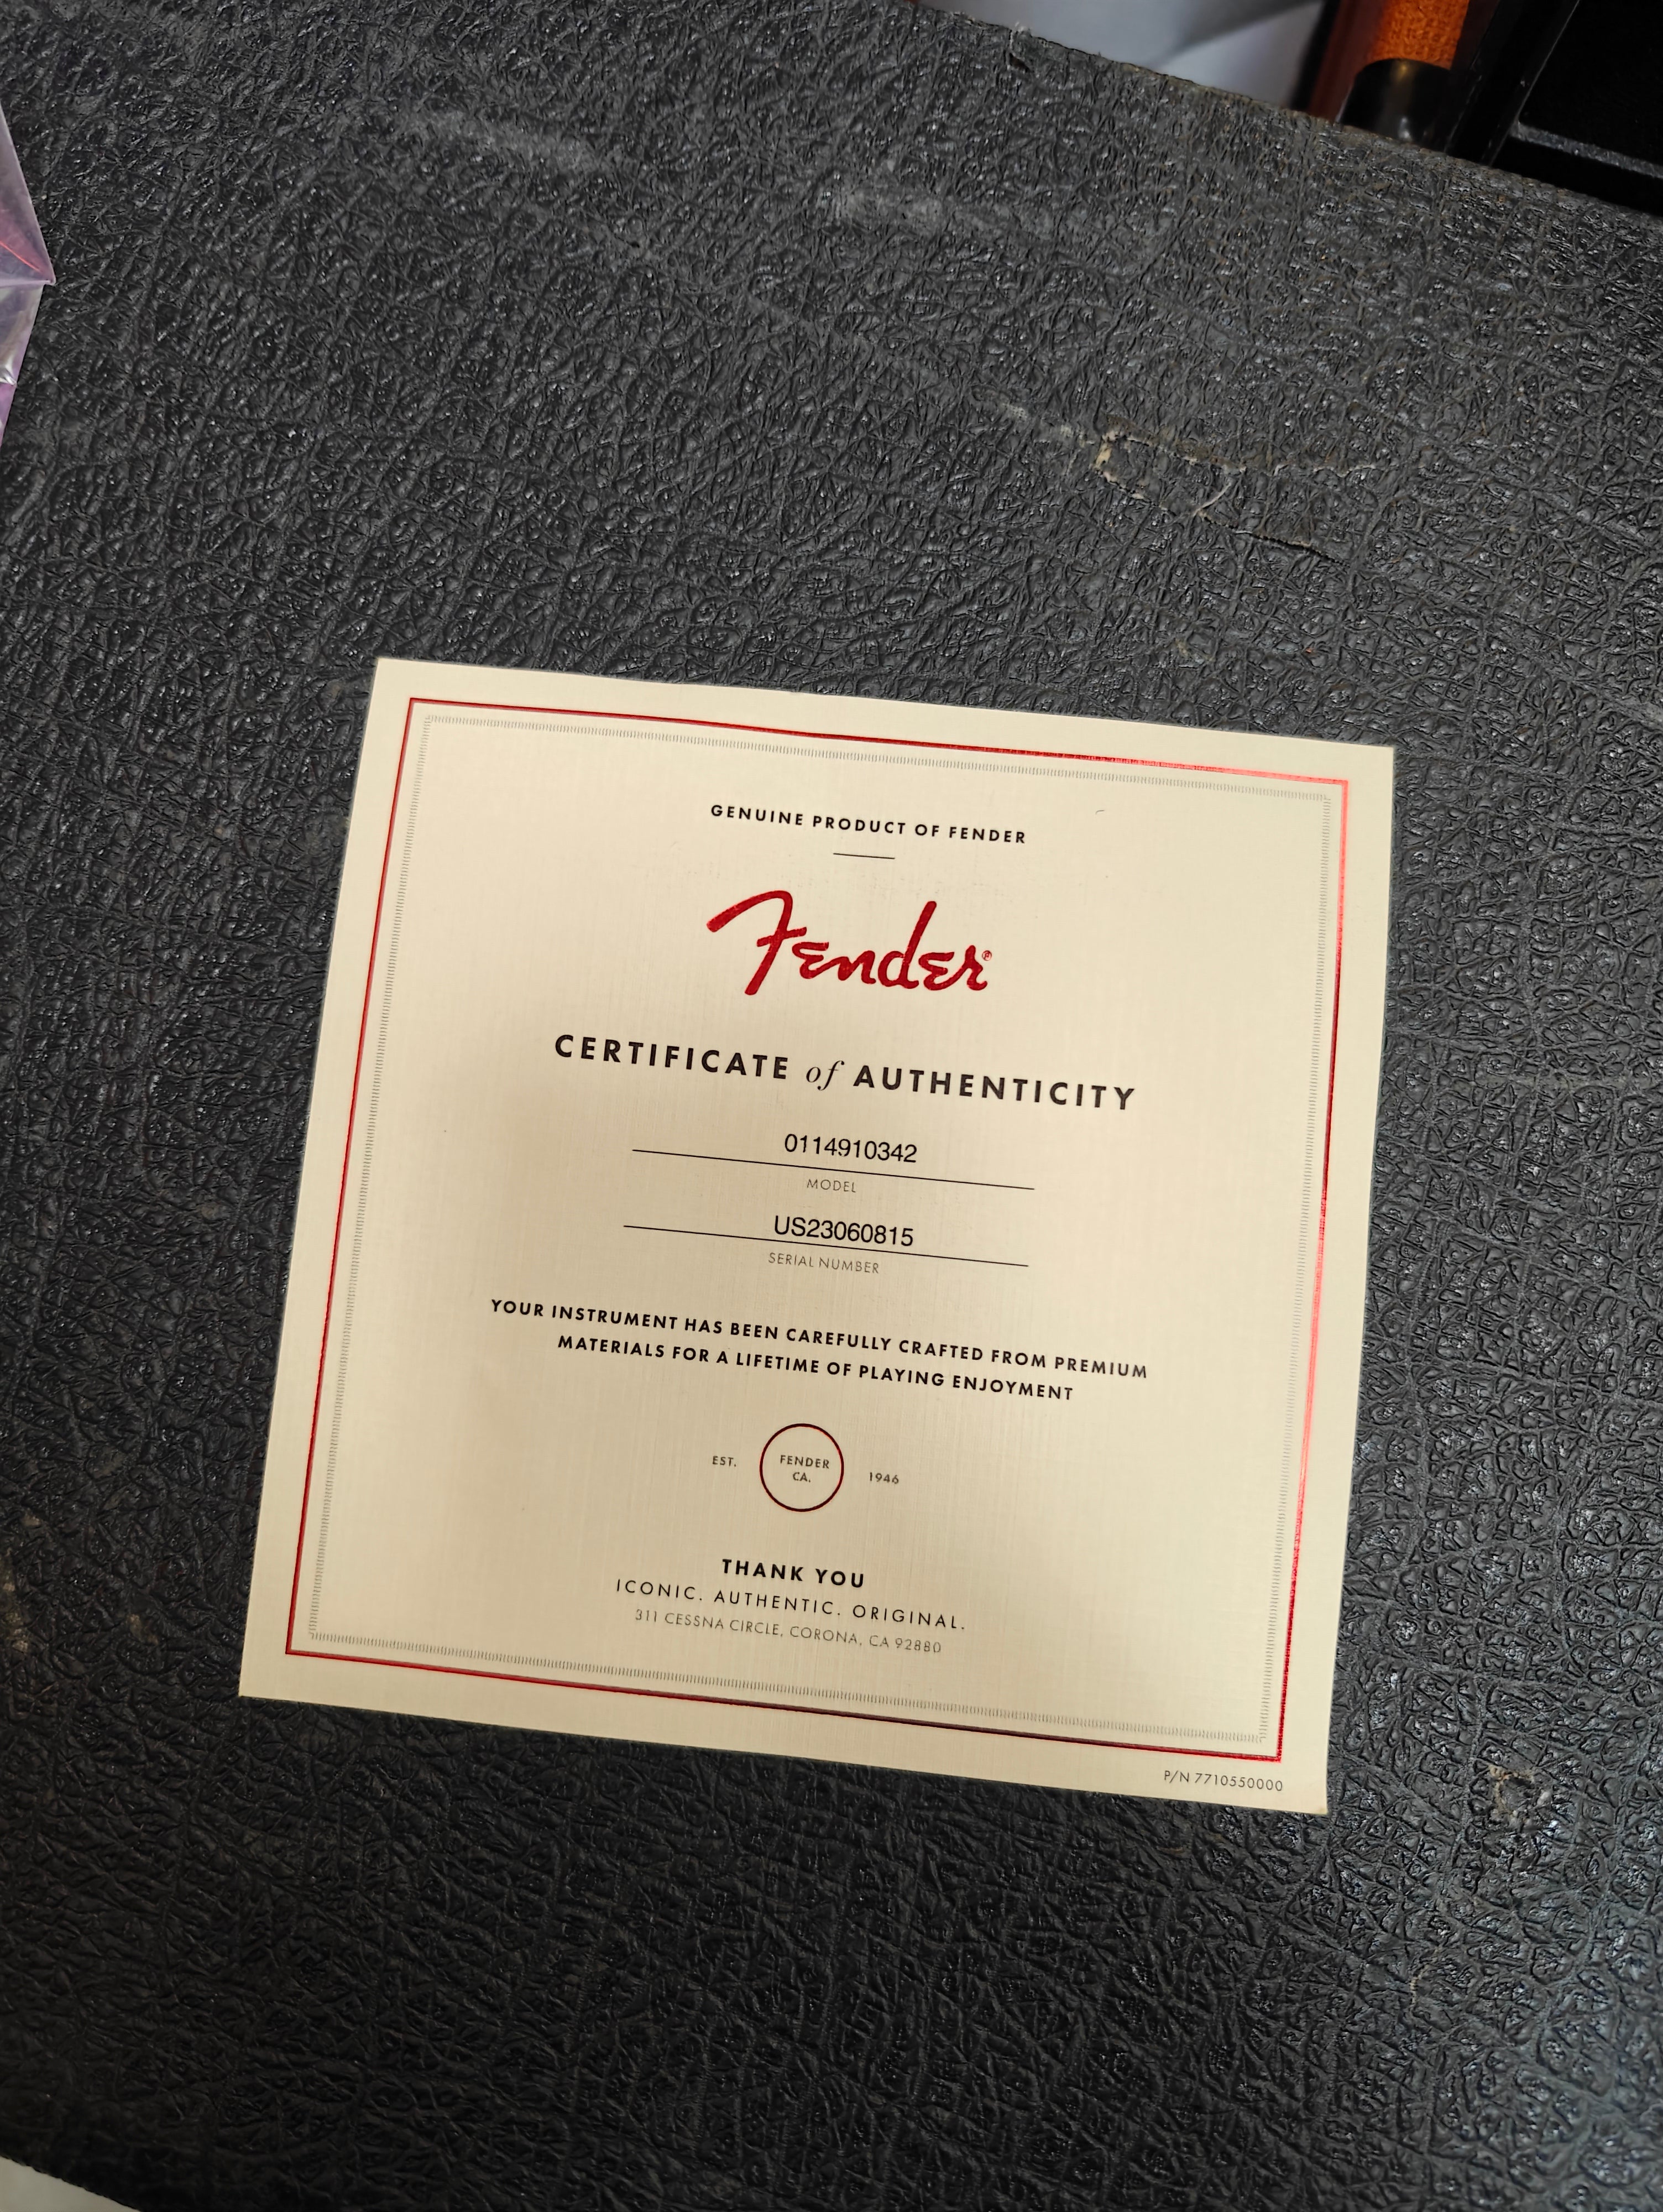 GENUINE PRODUCT OF FENDER
Fender®
CERTIFICATE of AUTHENTICITY
0114910342
MODEL
US23060815
SERIAL NUMBER
YOUR INSTRUMENT HAS BEEN CAREFULLY CRAFTED FROM PREMIUM
MATERIALS FOR A LIFETIME OF PLAYING ENJOYMENT
EST. FENDER CA. 1946
THANK YOU
ICONIC. AUTHENTIC. ORIGINAL.
311 CESSNA CIRCLE, CORONA, CA 92880
P/N 7710550000